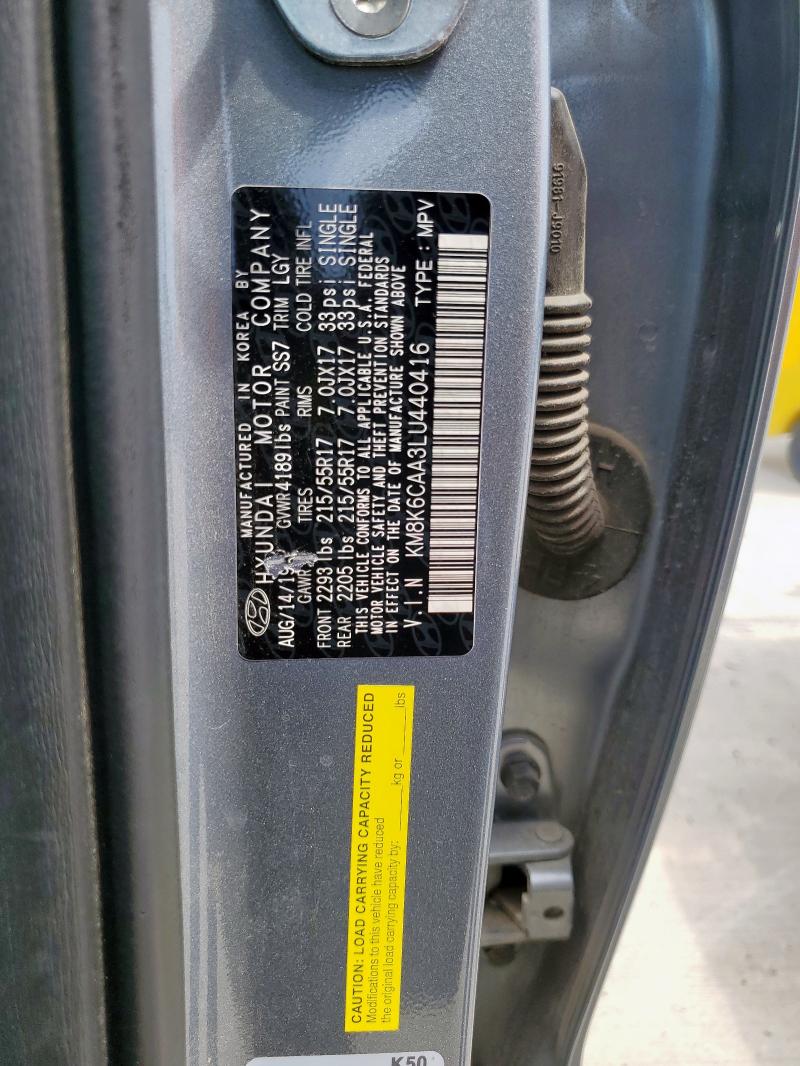 MANUFACTURED IN KOREA BY
HYUNDAI MOTOR COMPANY
AUG/14/19 GVWR 4189 lbs PAINT SS7 TRIM LGY
GAWR TIRES RIMS COLD TIRE INFL
FRONT 2293 lbs 215/55R17 7.0JX17 33psi SINGLE
REAR 2205 lbs 215/55R17 7.0JX17 33psi SINGLE
THIS VEHICLE CONFORMS TO ALL APPLICABLE U.S.A. FEDERAL
MOTOR VEHICLE SAFETY AND THEFT PREVENTION STANDARDS
IN EFFECT ON THE DATE OF MANUFACTURE SHOWN ABOVE
V.I.N KM8K6CAA3LU440416 TYPE : MPV
91981-J9010
CAUTION: LOAD CARRYING CAPACITY REDUCED
Modifications to this vehicle have reduced
the original load carrying capacity by: ______kg or ______lbs
K50